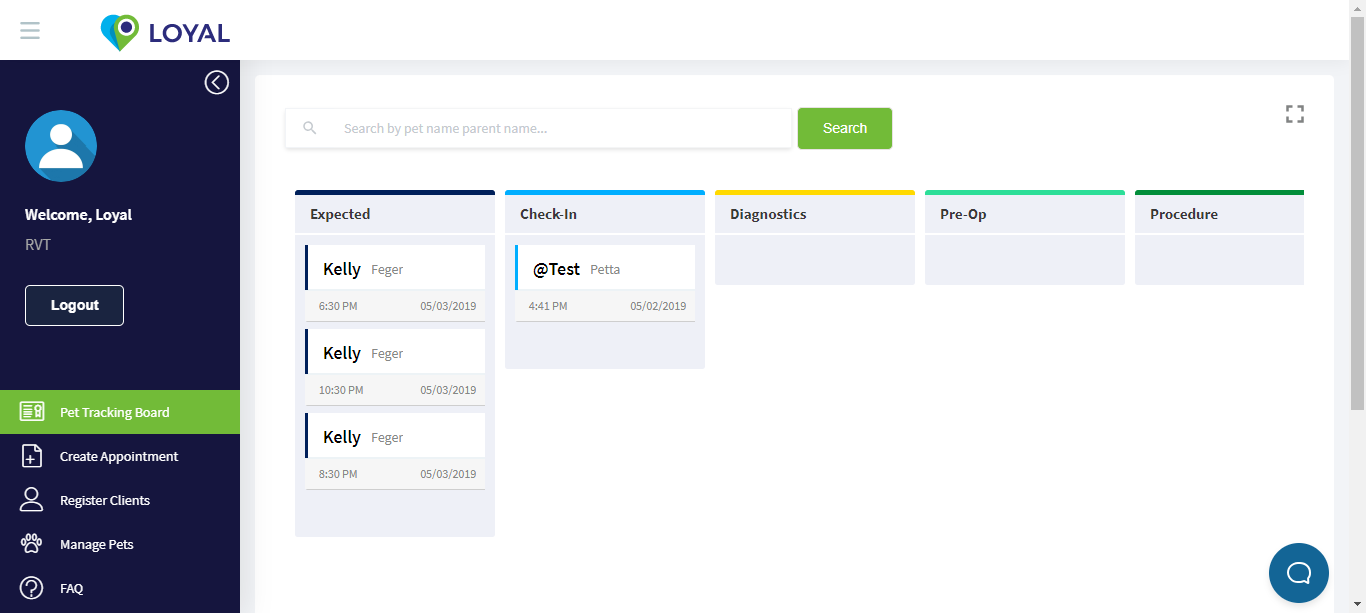 LOYAL
Welcome, Loyal
RVT
Logout
Pet Tracking Board
Create Appointment
Register Clients
Manage Pets
FAQ
Search by pet name parent name...
Search
Expected
Kelly Feger
6:30 PM 05/03/2019
Kelly Feger
10:30 PM 05/03/2019
Kelly Feger
8:30 PM 05/03/2019
Check-In
@Test Petta
4:41 PM 05/02/2019
Diagnostics
Pre-Op
Procedure